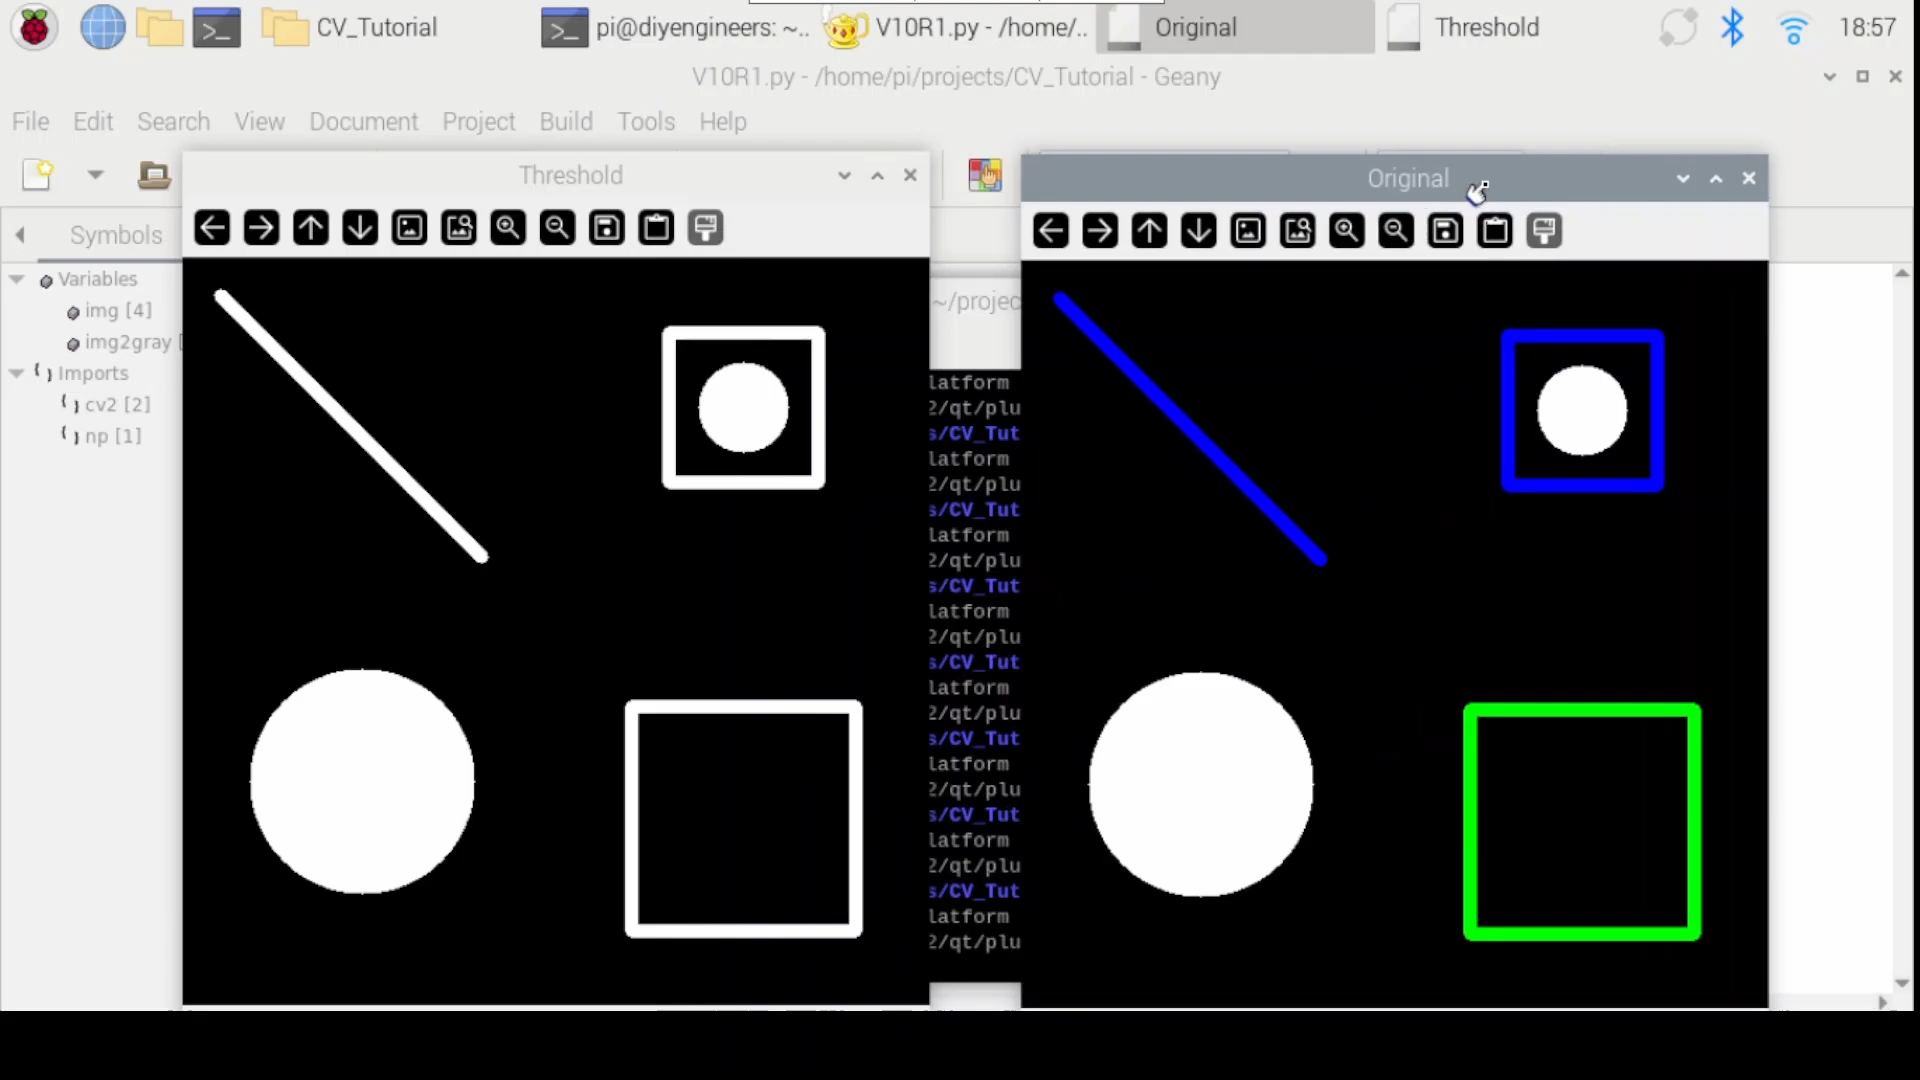 CV_Tutorial
pi@diyengineers: ~..
V10R1.py - /home/..
Original
Threshold
18:57
V10R1.py - /home/pi/projects/CV_Tutorial - Geany
File Edit Search View Document Project Build Tools Help
Threshold
Original
Symbols
Variables
img [4]
img2gray [
Imports
cv2 [2]
np [1]
~/projec
latform
2/qt/plu
s/CV_Tut
latform
2/qt/plu
s/CV_Tut
latform
2/qt/plu
s/CV_Tut
latform
2/qt/plu
s/CV_Tut
latform
2/qt/plu
s/CV_Tut
latform
2/qt/plu
s/CV_Tut
latform
2/qt/plu
s/CV_Tut
latform
2/qt/plu